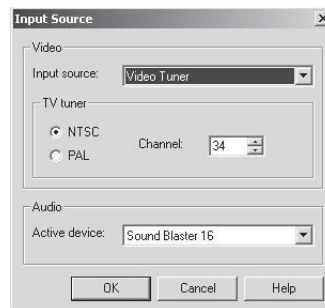 Input Source
Video
Input source: Video Tuner
TV tuner
NTSC
PAL
Channel: 34
Audio
Active device: Sound Blaster 16
OK Cancel Help